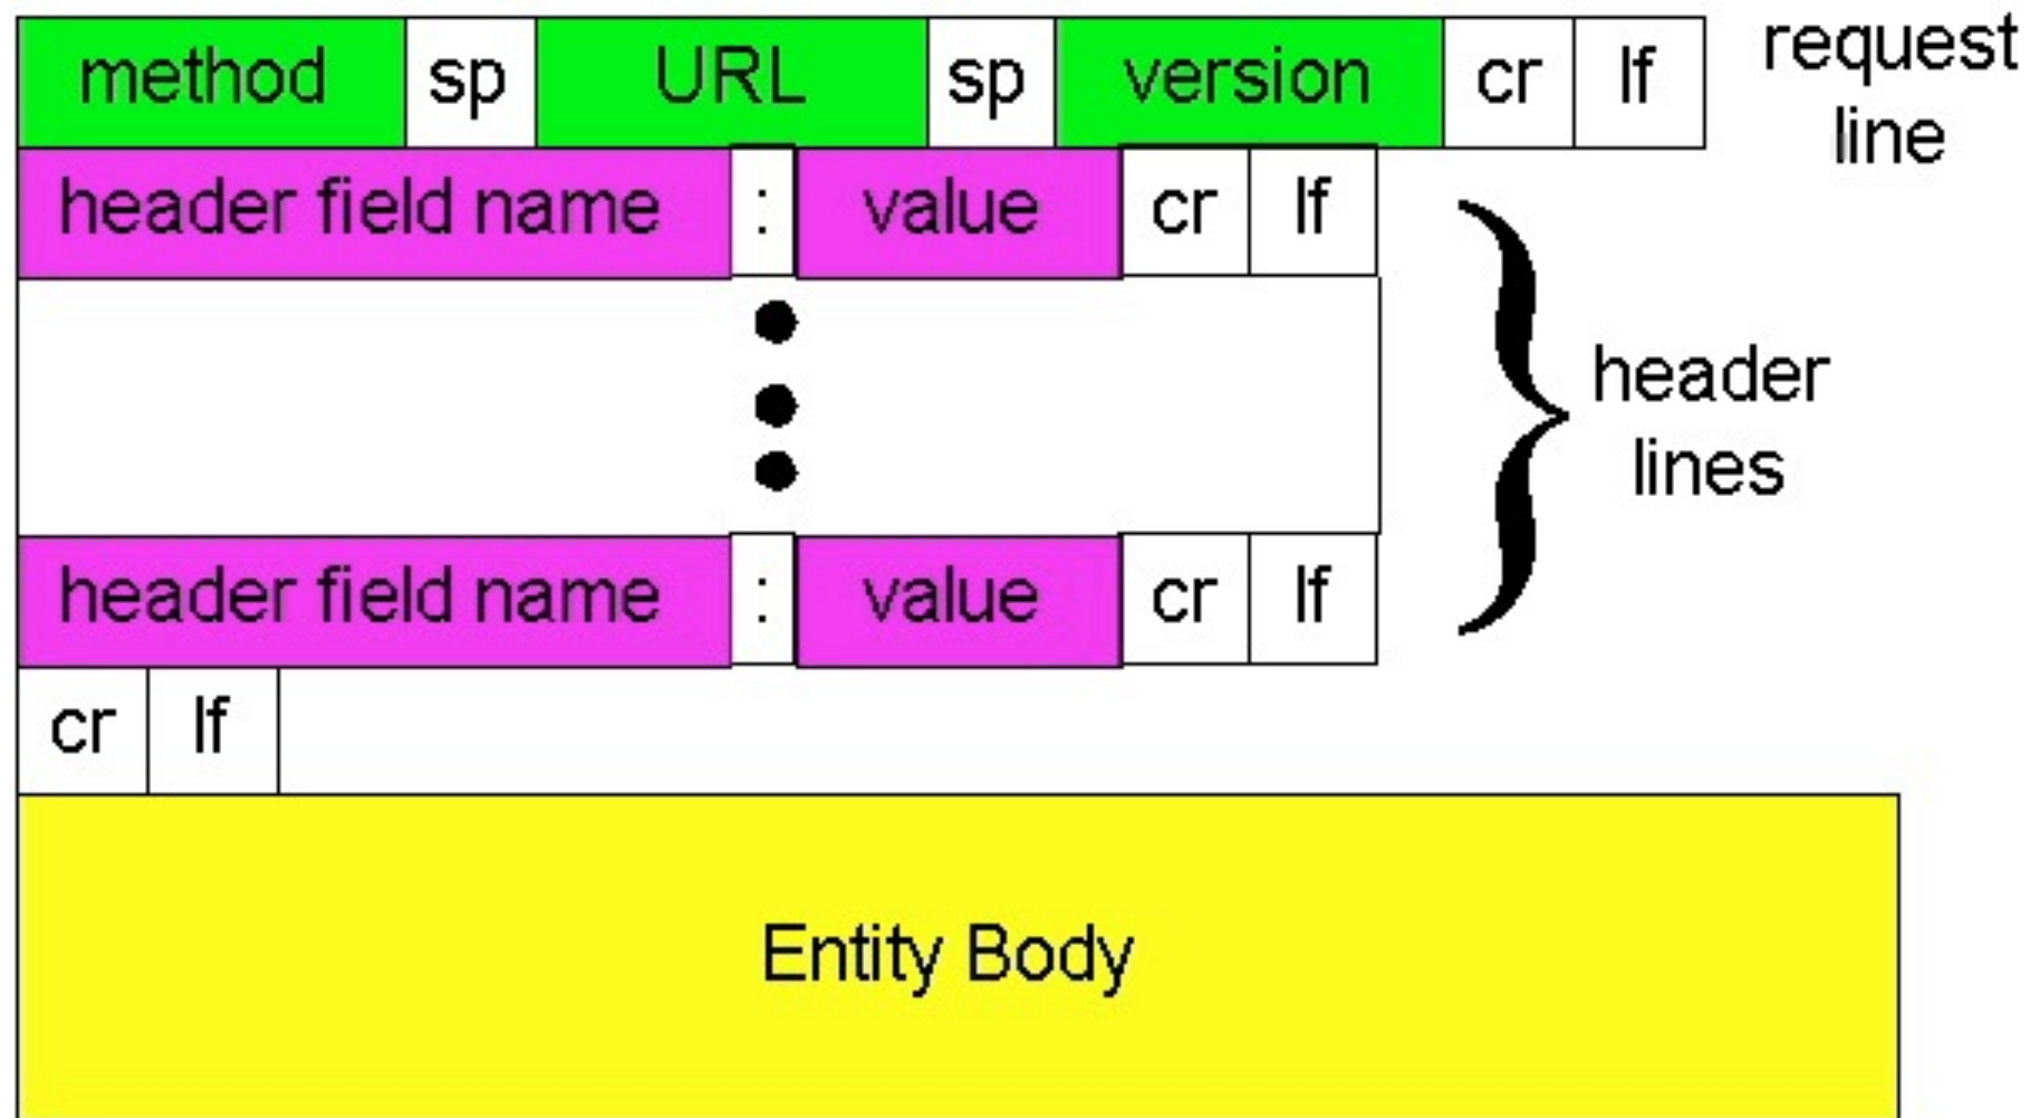 method sp URL sp version cr lf
request
line
header field name : value cr lf
header
lines
header field name : value cr lf
cr lf
Entity Body